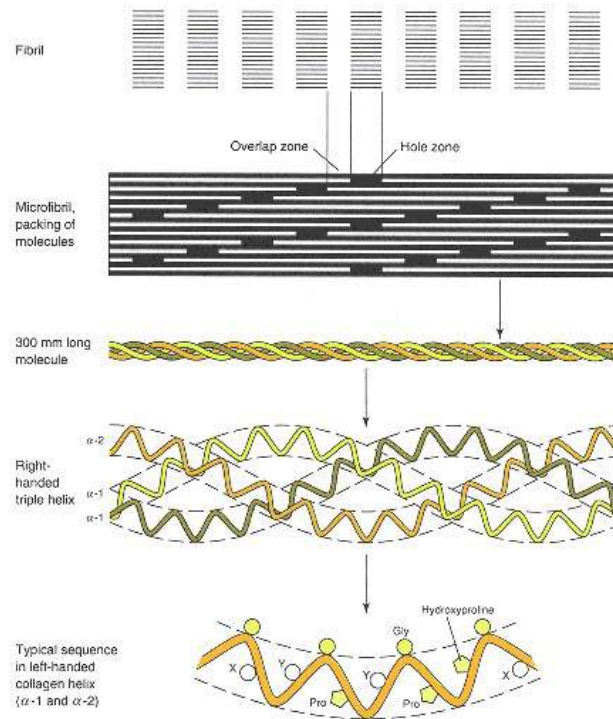 Fibril
Overlap zone
Hole zone
Microfibril,
packing of
molecules
300 mm long
molecule
α-2
Right-
handed
triple helix
α-1
α-1
Hydroxyproline
Gly
Typical sequence
in left-handed
collagen helix
(α-1 and α-2)
X
Y
Y
X
Pro
Pro